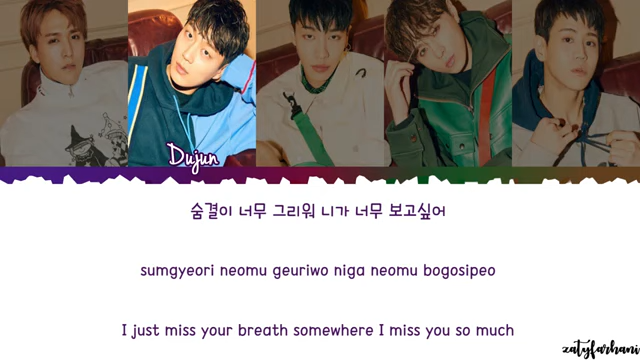 Dujun
숨결이 너무 그리워 니가 너무 보고싶어
sumgyeori neomu geuriwo niga neomu bogosipeo
I just miss your breath somewhere I miss you so much
zatyfarhani